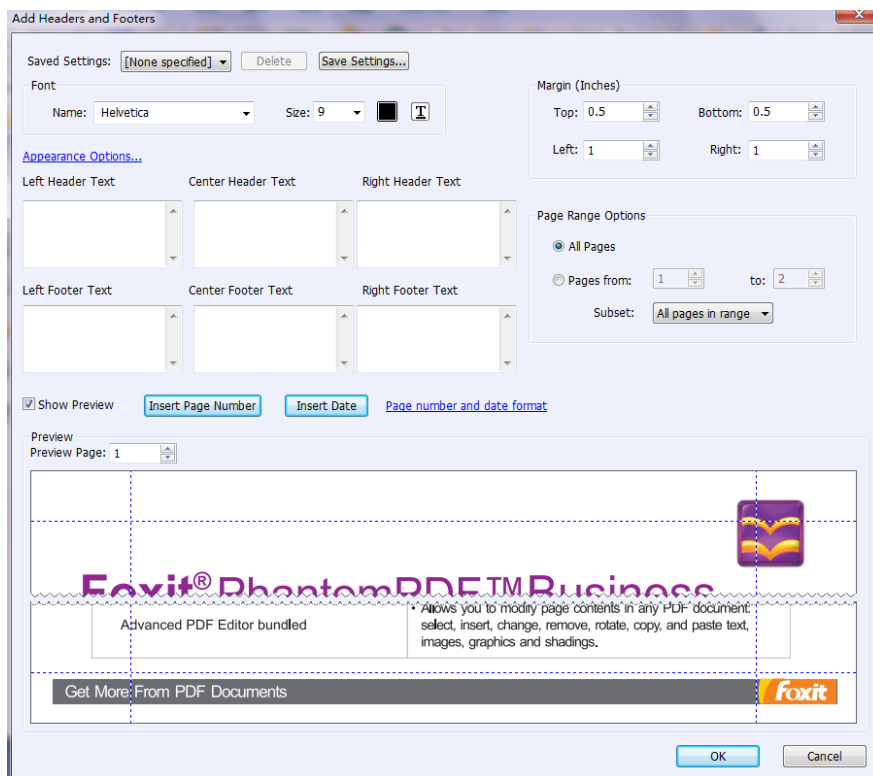 Add Headers and Footers
Saved Settings: [None specified] Delete Save Settings...
Font
Name: Helvetica Size: 9 T
Margin (Inches)
Top: 0.5 Bottom: 0.5
Left: 1 Right: 1
Appearance Options...
Left Header Text Center Header Text Right Header Text
Page Range Options
All Pages
Pages from: 1 to: 2
Subset: All pages in range
Left Footer Text Center Footer Text Right Footer Text
Show Preview Insert Page Number Insert Date Page number and date format
Preview
Preview Page: 1
Foxit® PhantomPDF™ Business
Advanced PDF Editor bundled
• Allows you to modify page contents in any PDF document:
select, insert, change, remove, rotate, copy, and paste text,
images, graphics and shadings.
Get More From PDF Documents foxit
OK Cancel